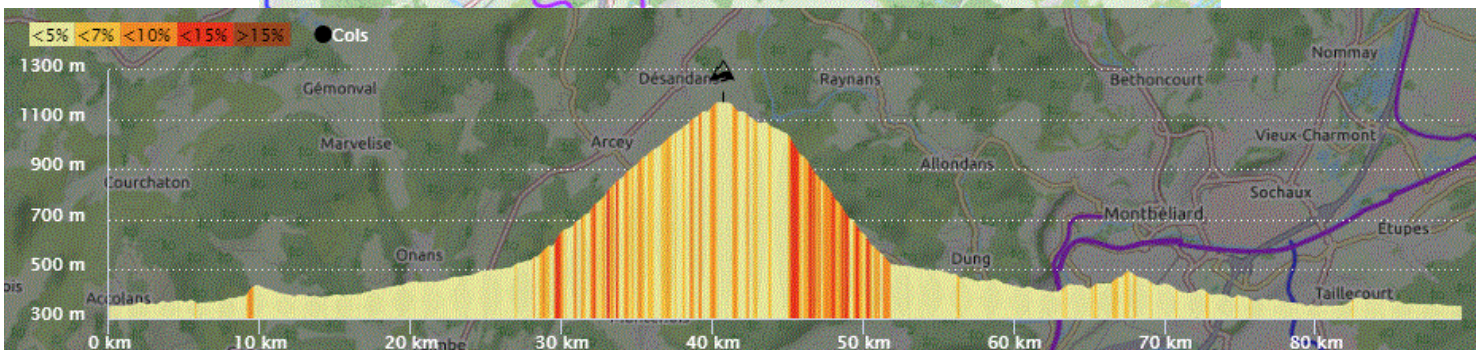 <5% <7% <10% <15% >15% Cols
1300 m
1100 m
900 m
700 m
500 m
300 m
0 km 10 km 20 km 30 km 40 km 50 km 60 km 70 km 80 km
Nommay
Désandans
Raynans
Bethoncourt
Gémonval
Marvelise
Arcey
Vieux-Charmont
Allondans
Courchaton
Sochaux
Montbéliard
Étupes
Onans
Dung
Accolans
Taillecourt